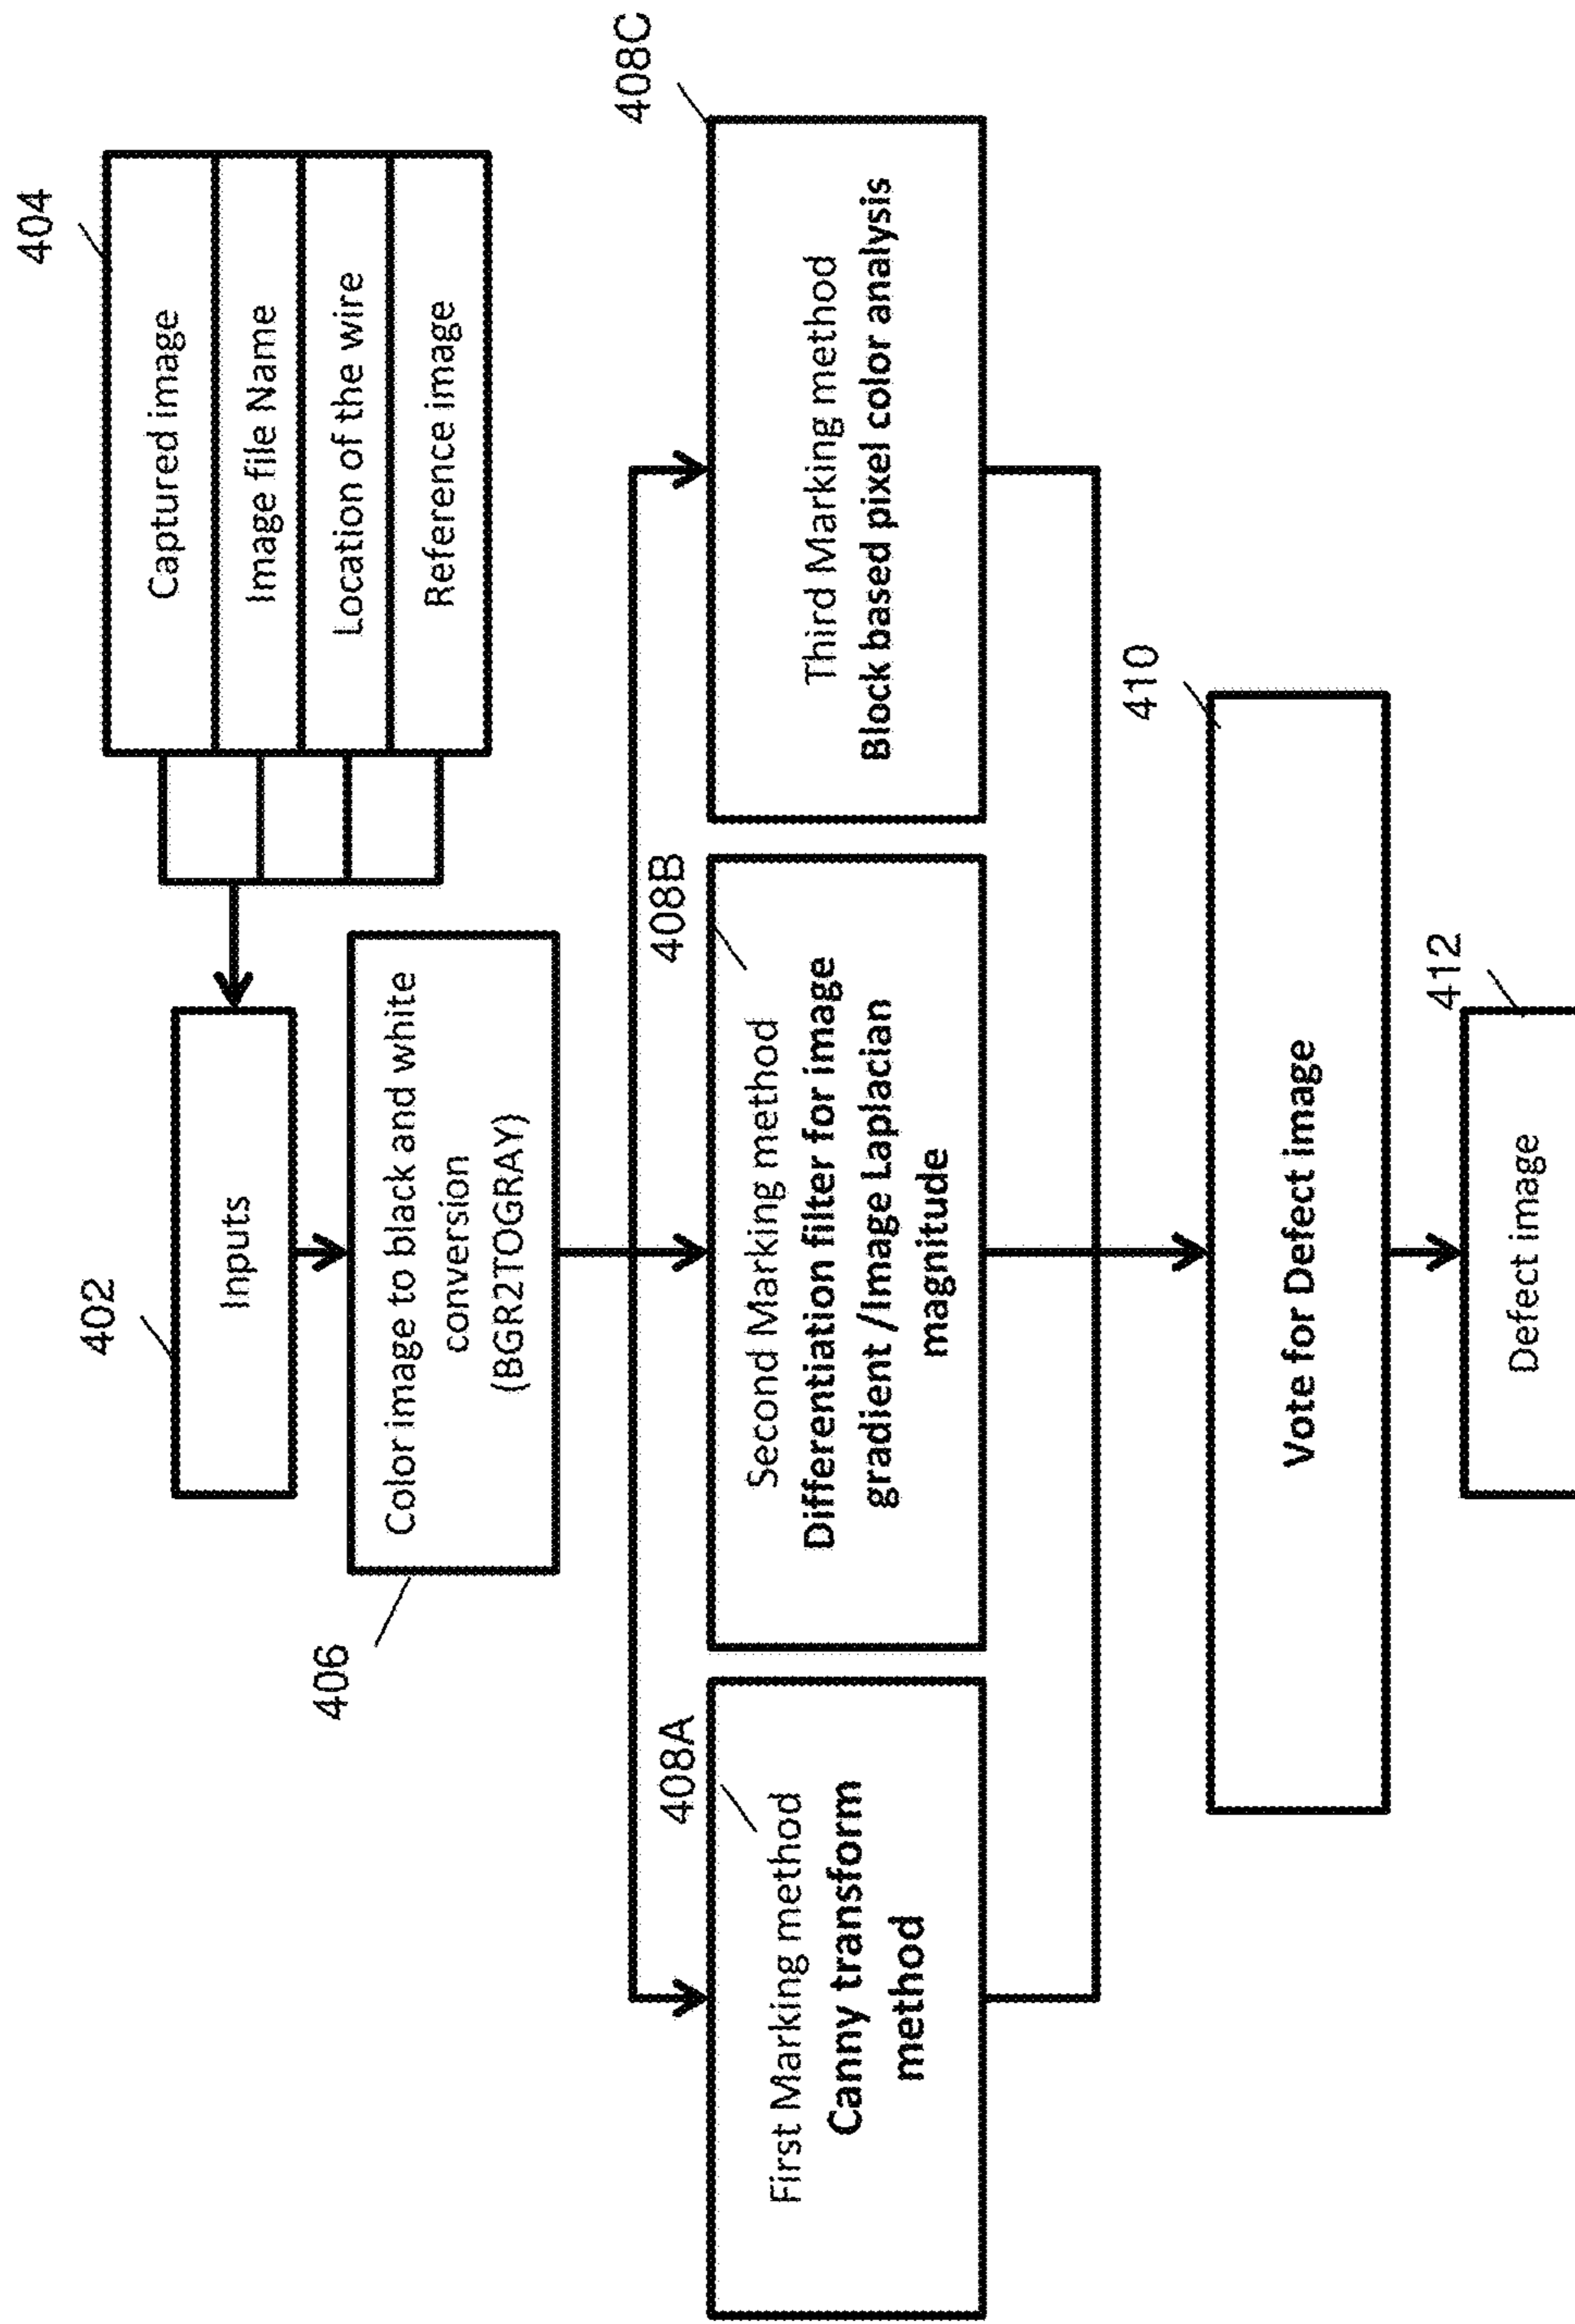 404
Captured image
Image file Name
Location of the wire
Reference image
402
Inputs
406
Color image to black and white
conversion
(BGR2TOGRAY)
408A
First Marking method
Canny transform
method
408B
Second Marking method
Differentiation filter for image
gradient /Image Laplacian
magnitude
408C
Third Marking method
Block based pixel color analysis
410
Vote for Defect image
412
Defect image